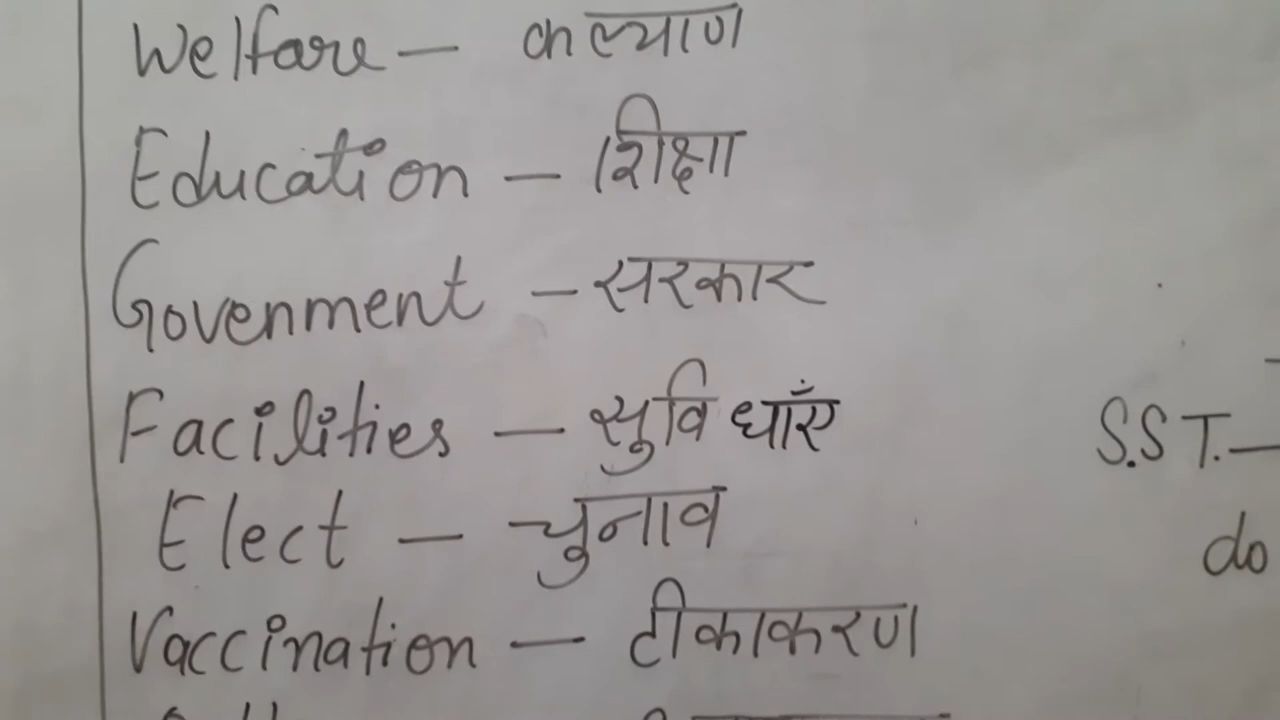 Welfare — कल्याण
Education — शिक्षा
Govenment — सरकार
Facilities — सुविधाएँ
S.S T. —
Elect — चुनाव
do
Vaccination — टीकाकरण